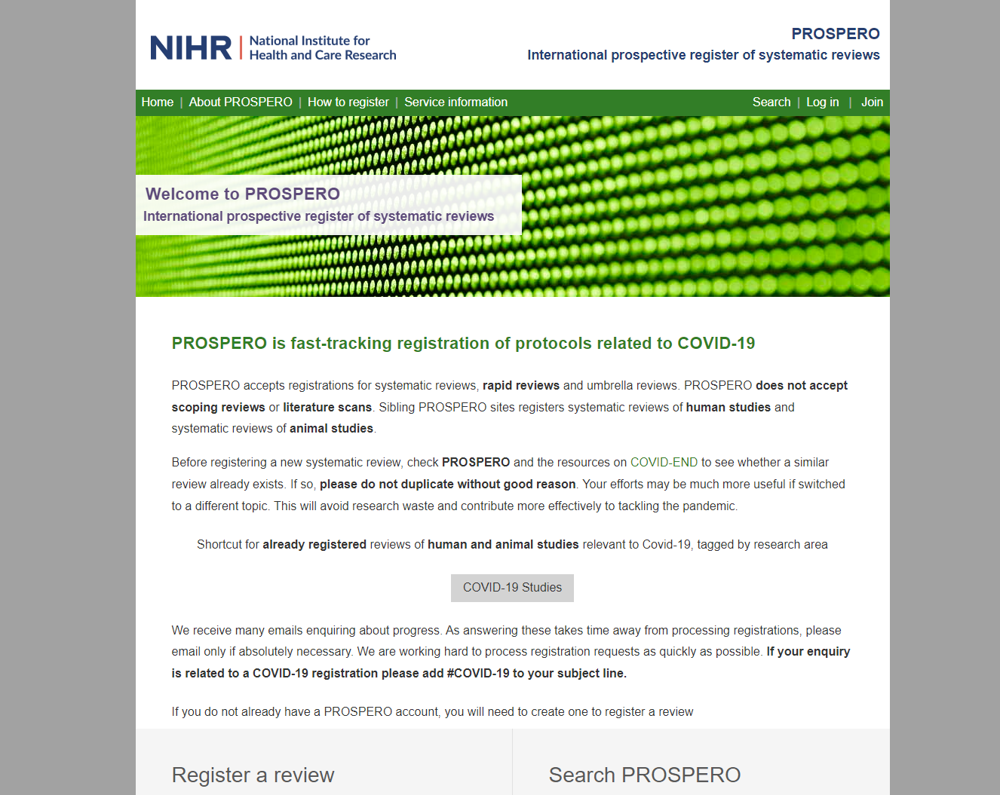 NIHR | National Institute for
Health and Care Research
PROSPERO
International prospective register of systematic reviews
Home | About PROSPERO | How to register | Service information
Search | Log in | Join
Welcome to PROSPERO
International prospective register of systematic reviews
PROSPERO is fast-tracking registration of protocols related to COVID-19
PROSPERO accepts registrations for systematic reviews, rapid reviews and umbrella reviews. PROSPERO does not accept
scoping reviews or literature scans. Sibling PROSPERO sites registers systematic reviews of human studies and
systematic reviews of animal studies.
Before registering a new systematic review, check PROSPERO and the resources on COVID-END to see whether a similar
review already exists. If so, please do not duplicate without good reason. Your efforts may be much more useful if switched
to a different topic. This will avoid research waste and contribute more effectively to tackling the pandemic.
Shortcut for already registered reviews of human and animal studies relevant to Covid-19, tagged by research area
COVID-19 Studies
We receive many emails enquiring about progress. As answering these takes time away from processing registrations, please
email only if absolutely necessary. We are working hard to process registration requests as quickly as possible. If your enquiry
is related to a COVID-19 registration please add #COVID-19 to your subject line.
If you do not already have a PROSPERO account, you will need to create one to register a review
Register a review
Search PROSPERO